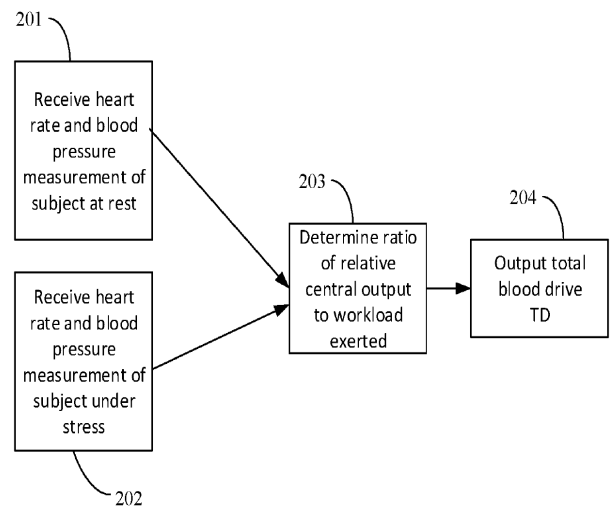 201
Receive heart
rate and blood
pressure
measurement of
subject at rest
Receive heart
rate and blood
pressure
measurement of
subject under
stress
202
203
Determine ratio
of relative
central output
to workload
exerted
204
Output total
blood drive
TD